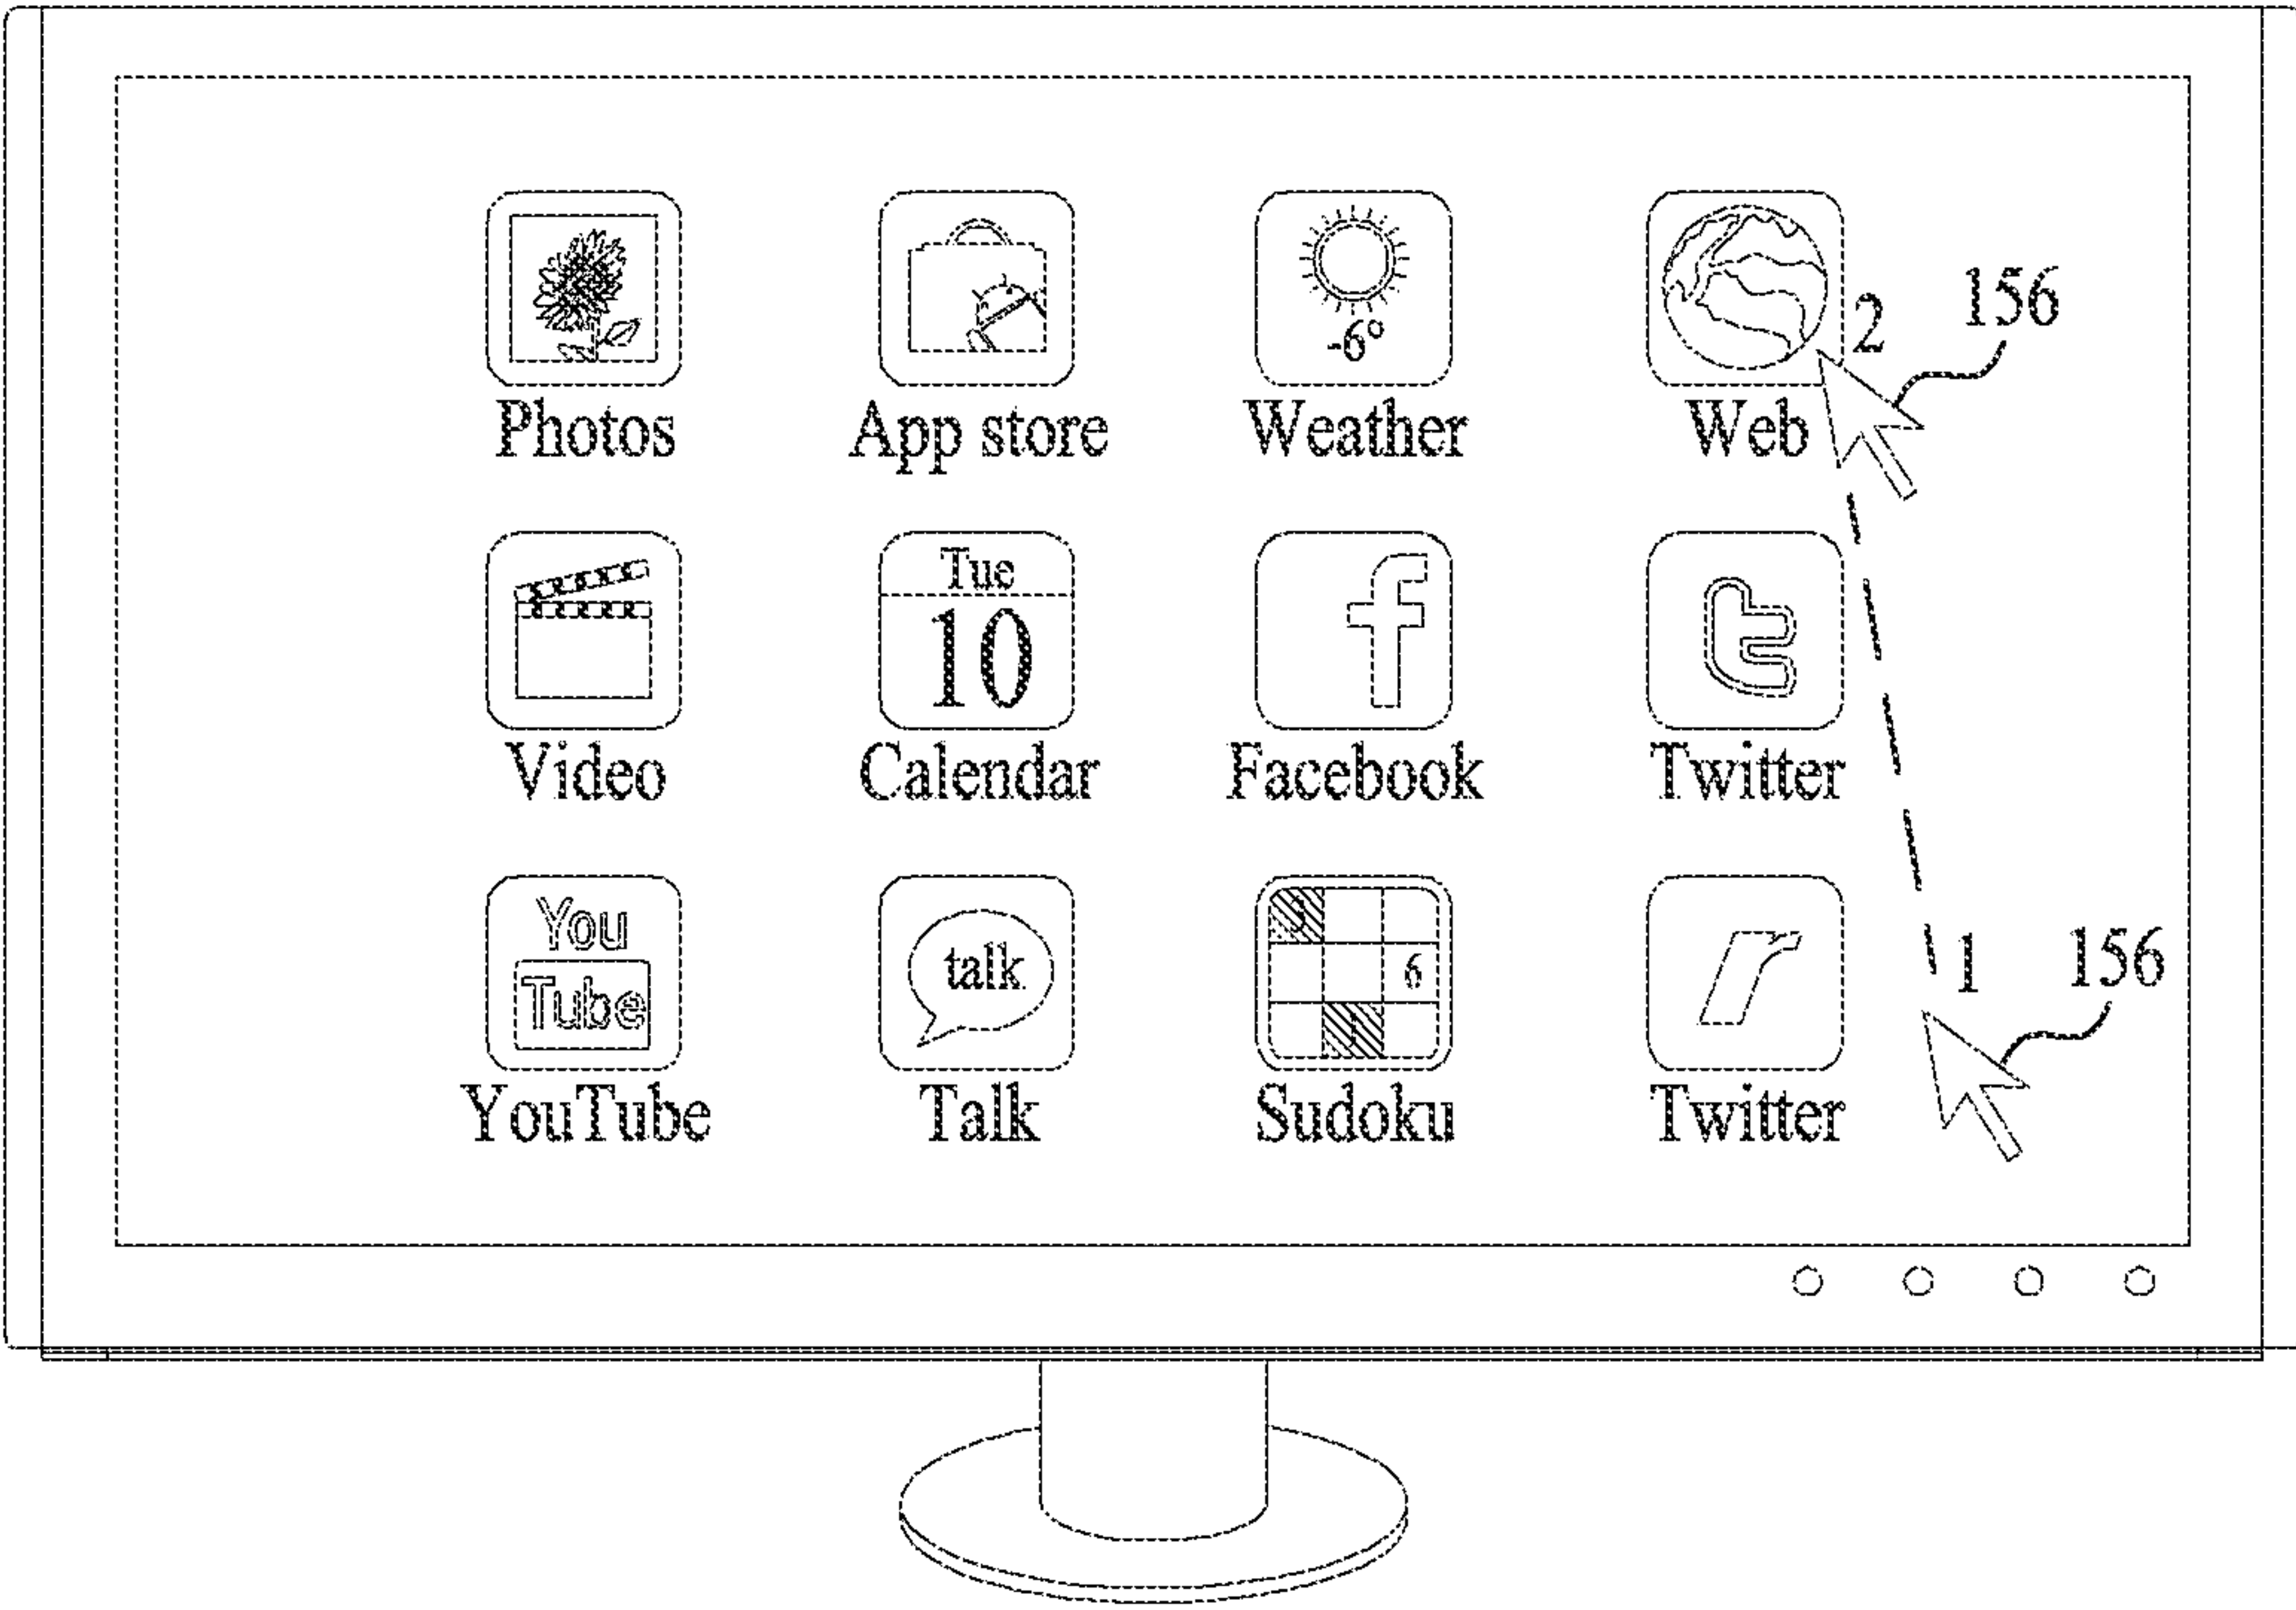 -6°
2
156
Photos
App store
Weather
Web
Tue
10
Video
Calendar
Facebook
Twitter
You
Tube
talk
6
1
156
YouTube
Talk
Sudoku
Twitter